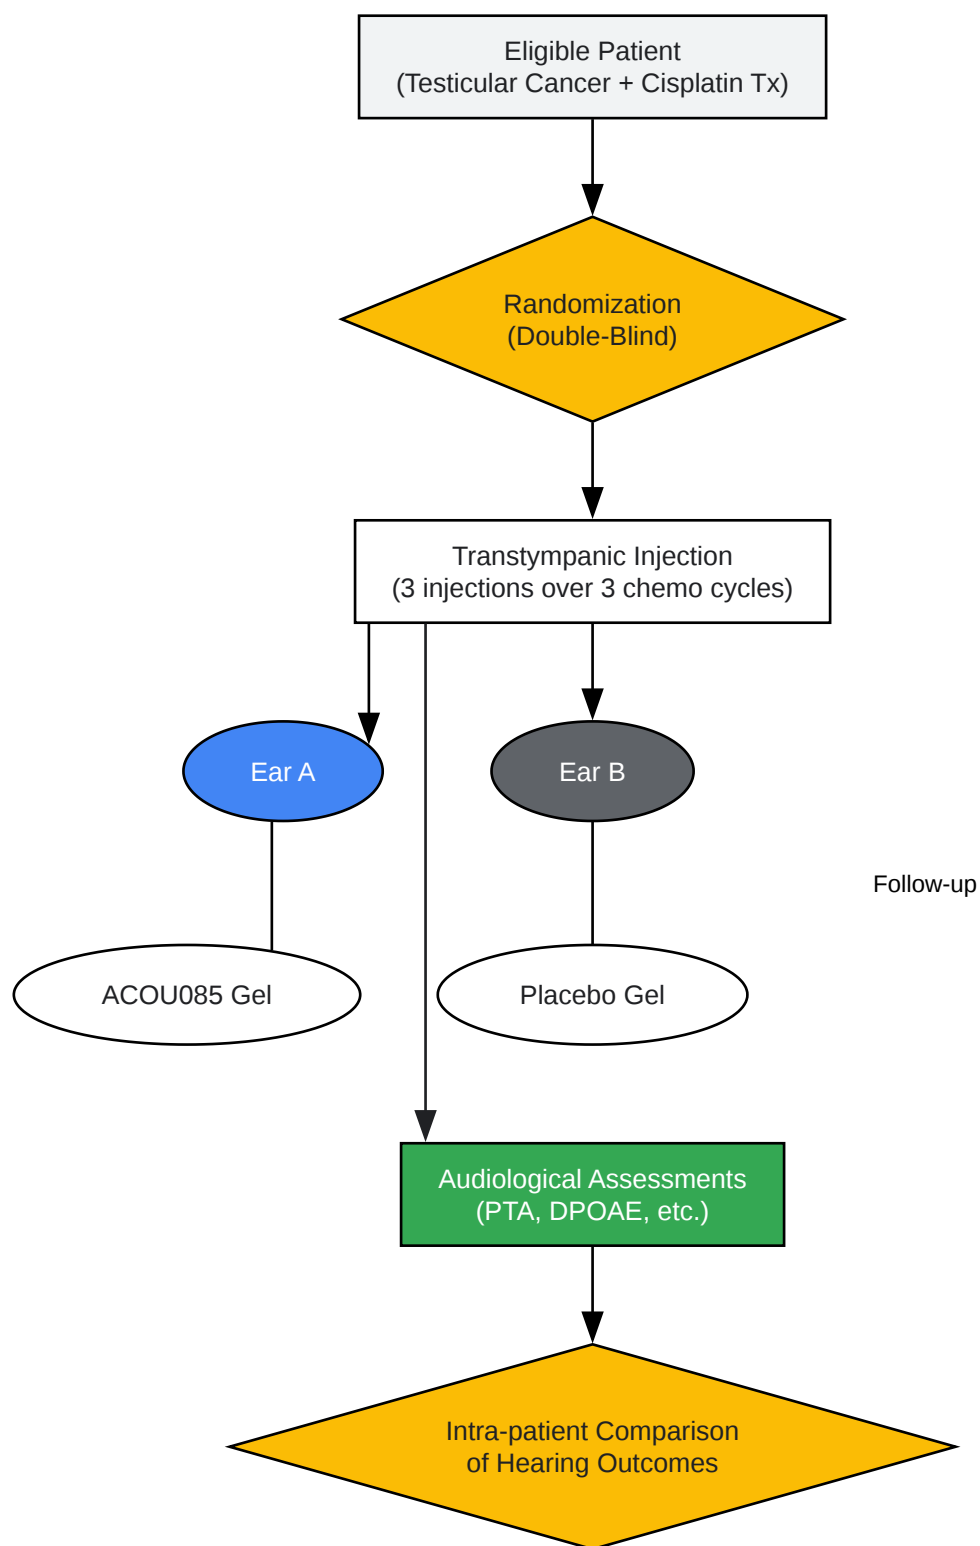 Eligible Patient
(Testicular Cancer + Cisplatin Tx)
Randomization
(Double-Blind)
Transtympanic Injection
(3 injections over 3 chemo cycles)
Ear A
Ear B
Follow-up
ACOU085 Gel
Placebo Gel
Audiological Assessments
(PTA, DPOAE, etc.)
Intra-patient Comparison
of Hearing Outcomes